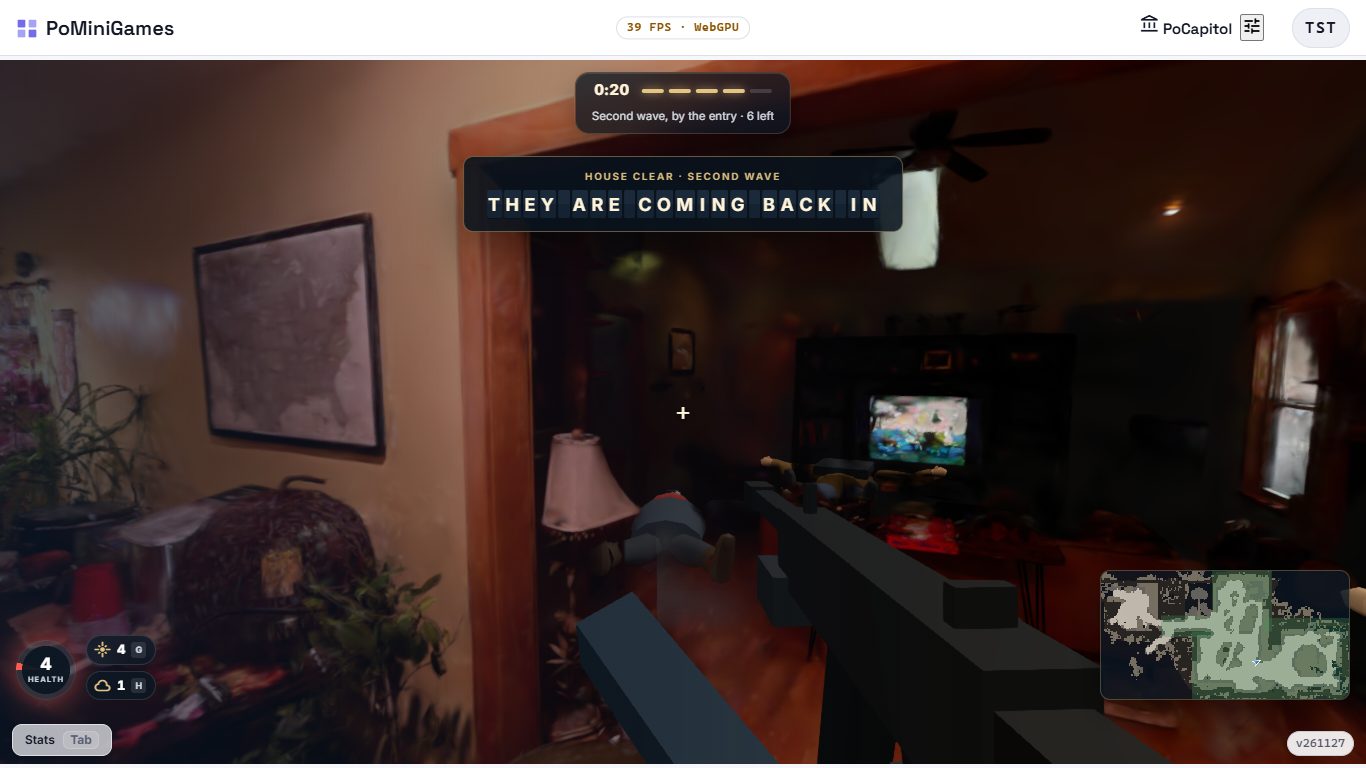 PoMiniGames
39 FPS · WebGPU
PoCapitol
TST
0:20
Second wave, by the entry · 6 left
HOUSE CLEAR · SECOND WAVE
THEY ARE COMING BACK IN
4
HEALTH
4 G
1 H
Stats Tab
v261127